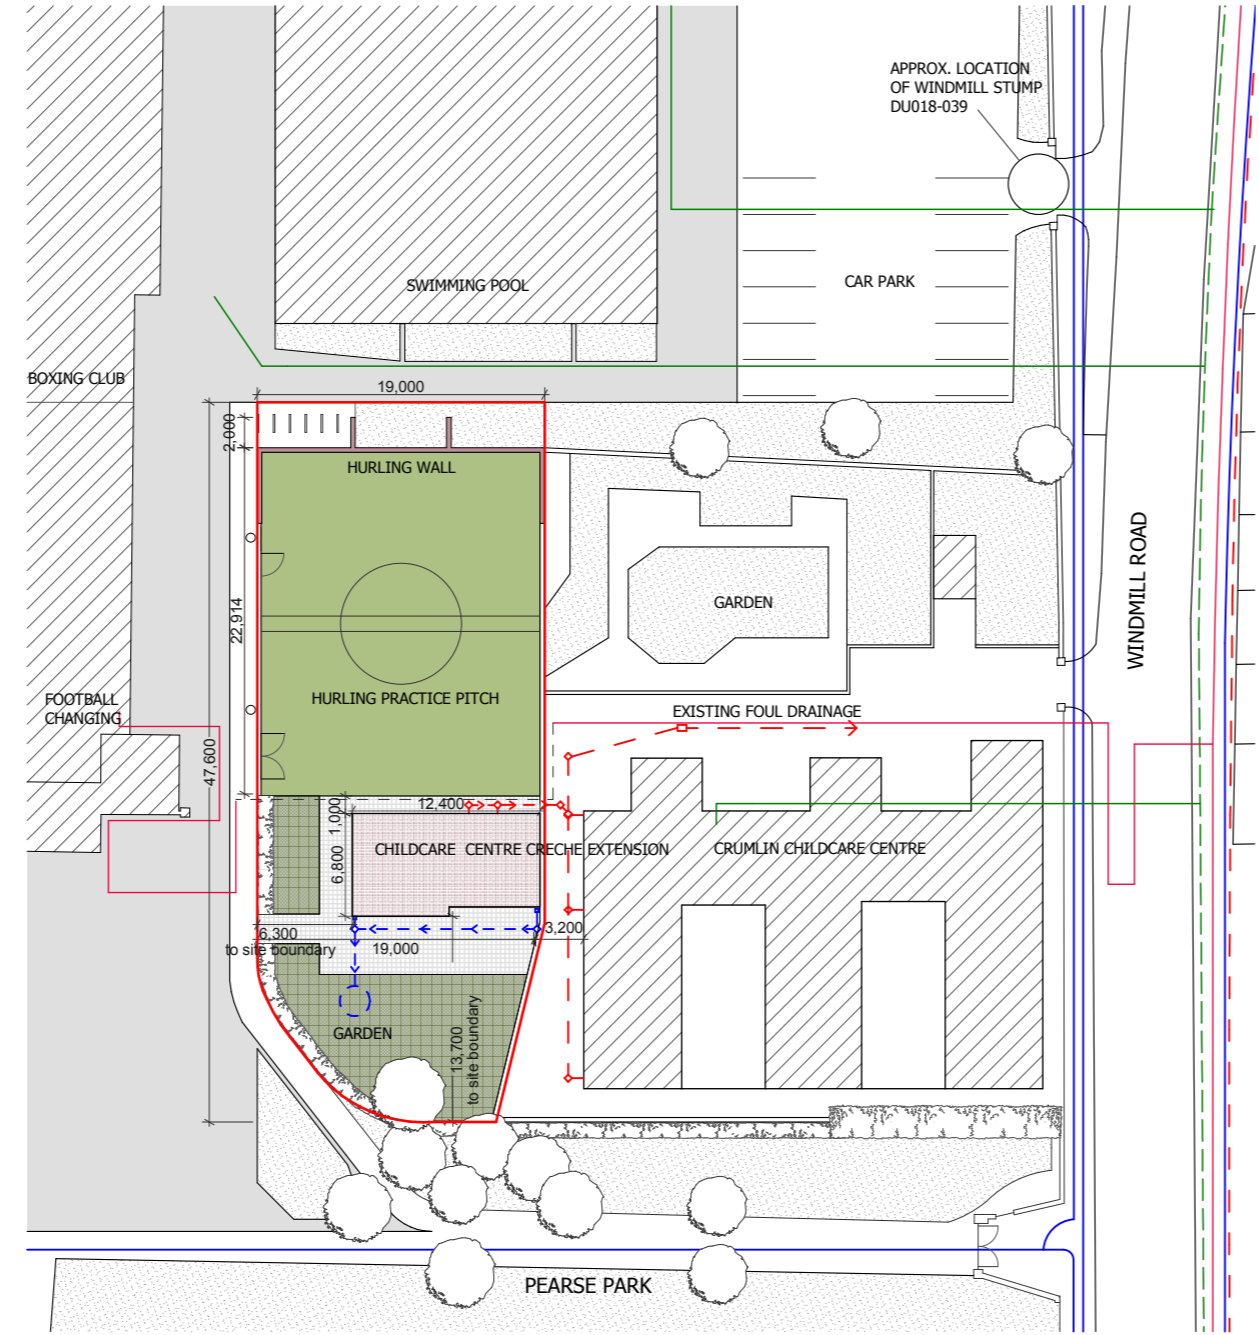 APPROX. LOCATION
OF WINDMILL STUMP
DU018-039
SWIMMING POOL
CAR PARK
BOXING CLUB
19,000
2,000
HURLING WALL
WINDMILL ROAD
GARDEN
22,914
HURLING PRACTICE PITCH
FOOTBALL
CHANGING
EXISTING FOUL DRAINAGE
47,600
12,400
1,000
CHILDCARE CENTRE CRECHE EXTENSION
CRUMLIN CHILDCARE CENTRE
6,800
6,300
to site boundary
19,000
3,200
GARDEN
13,700
to site boundary
PEARSE PARK